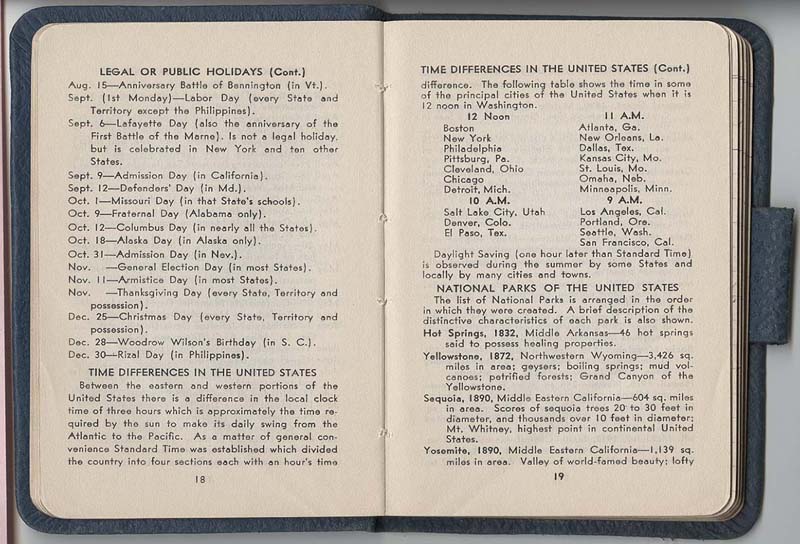 LEGAL OR PUBLIC HOLIDAYS (Cont.)
Aug. 15—Anniversary Battle of Bennington (in Vt.).
Sept. (1st Monday)—Labor Day (every State and
Territory except the Philippines).
Sept. 6—Lafayette Day (also the anniversary of the
First Battle of the Marne). Is not a legal holiday,
but is celebrated in New York and ten other
States.
Sept. 9—Admission Day (in California).
Sept. 12—Defenders' Day (in Md.).
Oct. 1—Missouri Day (in that State's schools).
Oct. 9—Fraternal Day (Alabama only).
Oct. 12—Columbus Day (in nearly all the States).
Oct. 18—Alaska Day (in Alaska only).
Oct. 31—Admission Day (in Nev.).
Nov. —General Election Day (in most States).
Nov. 11—Armistice Day (in most States).
Nov. —Thanksgiving Day (every State, Territory and
possession).
Dec. 25—Christmas Day (every State, Territory and
possession).
Dec. 28—Woodrow Wilson's Birthday (in S. C.).
Dec. 30—Rizal Day (in Philippines).
TIME DIFFERENCES IN THE UNITED STATES
Between the eastern and western portions of the
United States there is a difference in the local clock
time of three hours which is approximately the time re-
quired by the sun to make its daily swing from the
Atlantic to the Pacific. As a matter of general con-
venience Standard Time was established which divided
the country into four sections each with an hour's time
18
TIME DIFFERENCES IN THE UNITED STATES (Cont.)
difference. The following table shows the time in some
of the principal cities of the United States when it is
12 noon in Washington.
12 Noon
Boston
New York
Philadelphia
Pittsburg, Pa.
Cleveland, Ohio
Chicago
Detroit, Mich.
10 A.M.
Salt Lake City, Utah
Denver, Colo.
El Paso, Tex.
11 A.M.
Atlanta, Ga.
New Orleans, La.
Dallas, Tex.
Kansas City, Mo.
St. Louis, Mo.
Omaha, Neb.
Minneapolis, Minn.
9 A.M.
Los Angeles, Cal.
Portland, Ore.
Seattle, Wash.
San Francisco, Cal.
Daylight Saving (one hour later than Standard Time)
is observed during the summer by some States and
locally by many cities and towns.
NATIONAL PARKS OF THE UNITED STATES
The list of National Parks is arranged in the order
in which they were created. A brief description of the
distinctive characteristics of each park is also shown.
Hot Springs, 1832, Middle Arkansas—46 hot springs
said to possess healing properties.
Yellowstone, 1872, Northwestern Wyoming—3,426 sq.
miles in area; geysers; boiling springs; mud vol-
canoes; petrified forests; Grand Canyon of the
Yellowstone.
Sequoia, 1890, Middle Eastern California—604 sq. miles
in area. Scores of sequoia trees 20 to 30 feet in
diameter, and thousands over 10 feet in diameter;
Mt. Whitney, highest point in continental United
States.
Yosemite, 1890, Middle Eastern California—1,139 sq.
miles in area. Valley of world-famed beauty; lofty
19